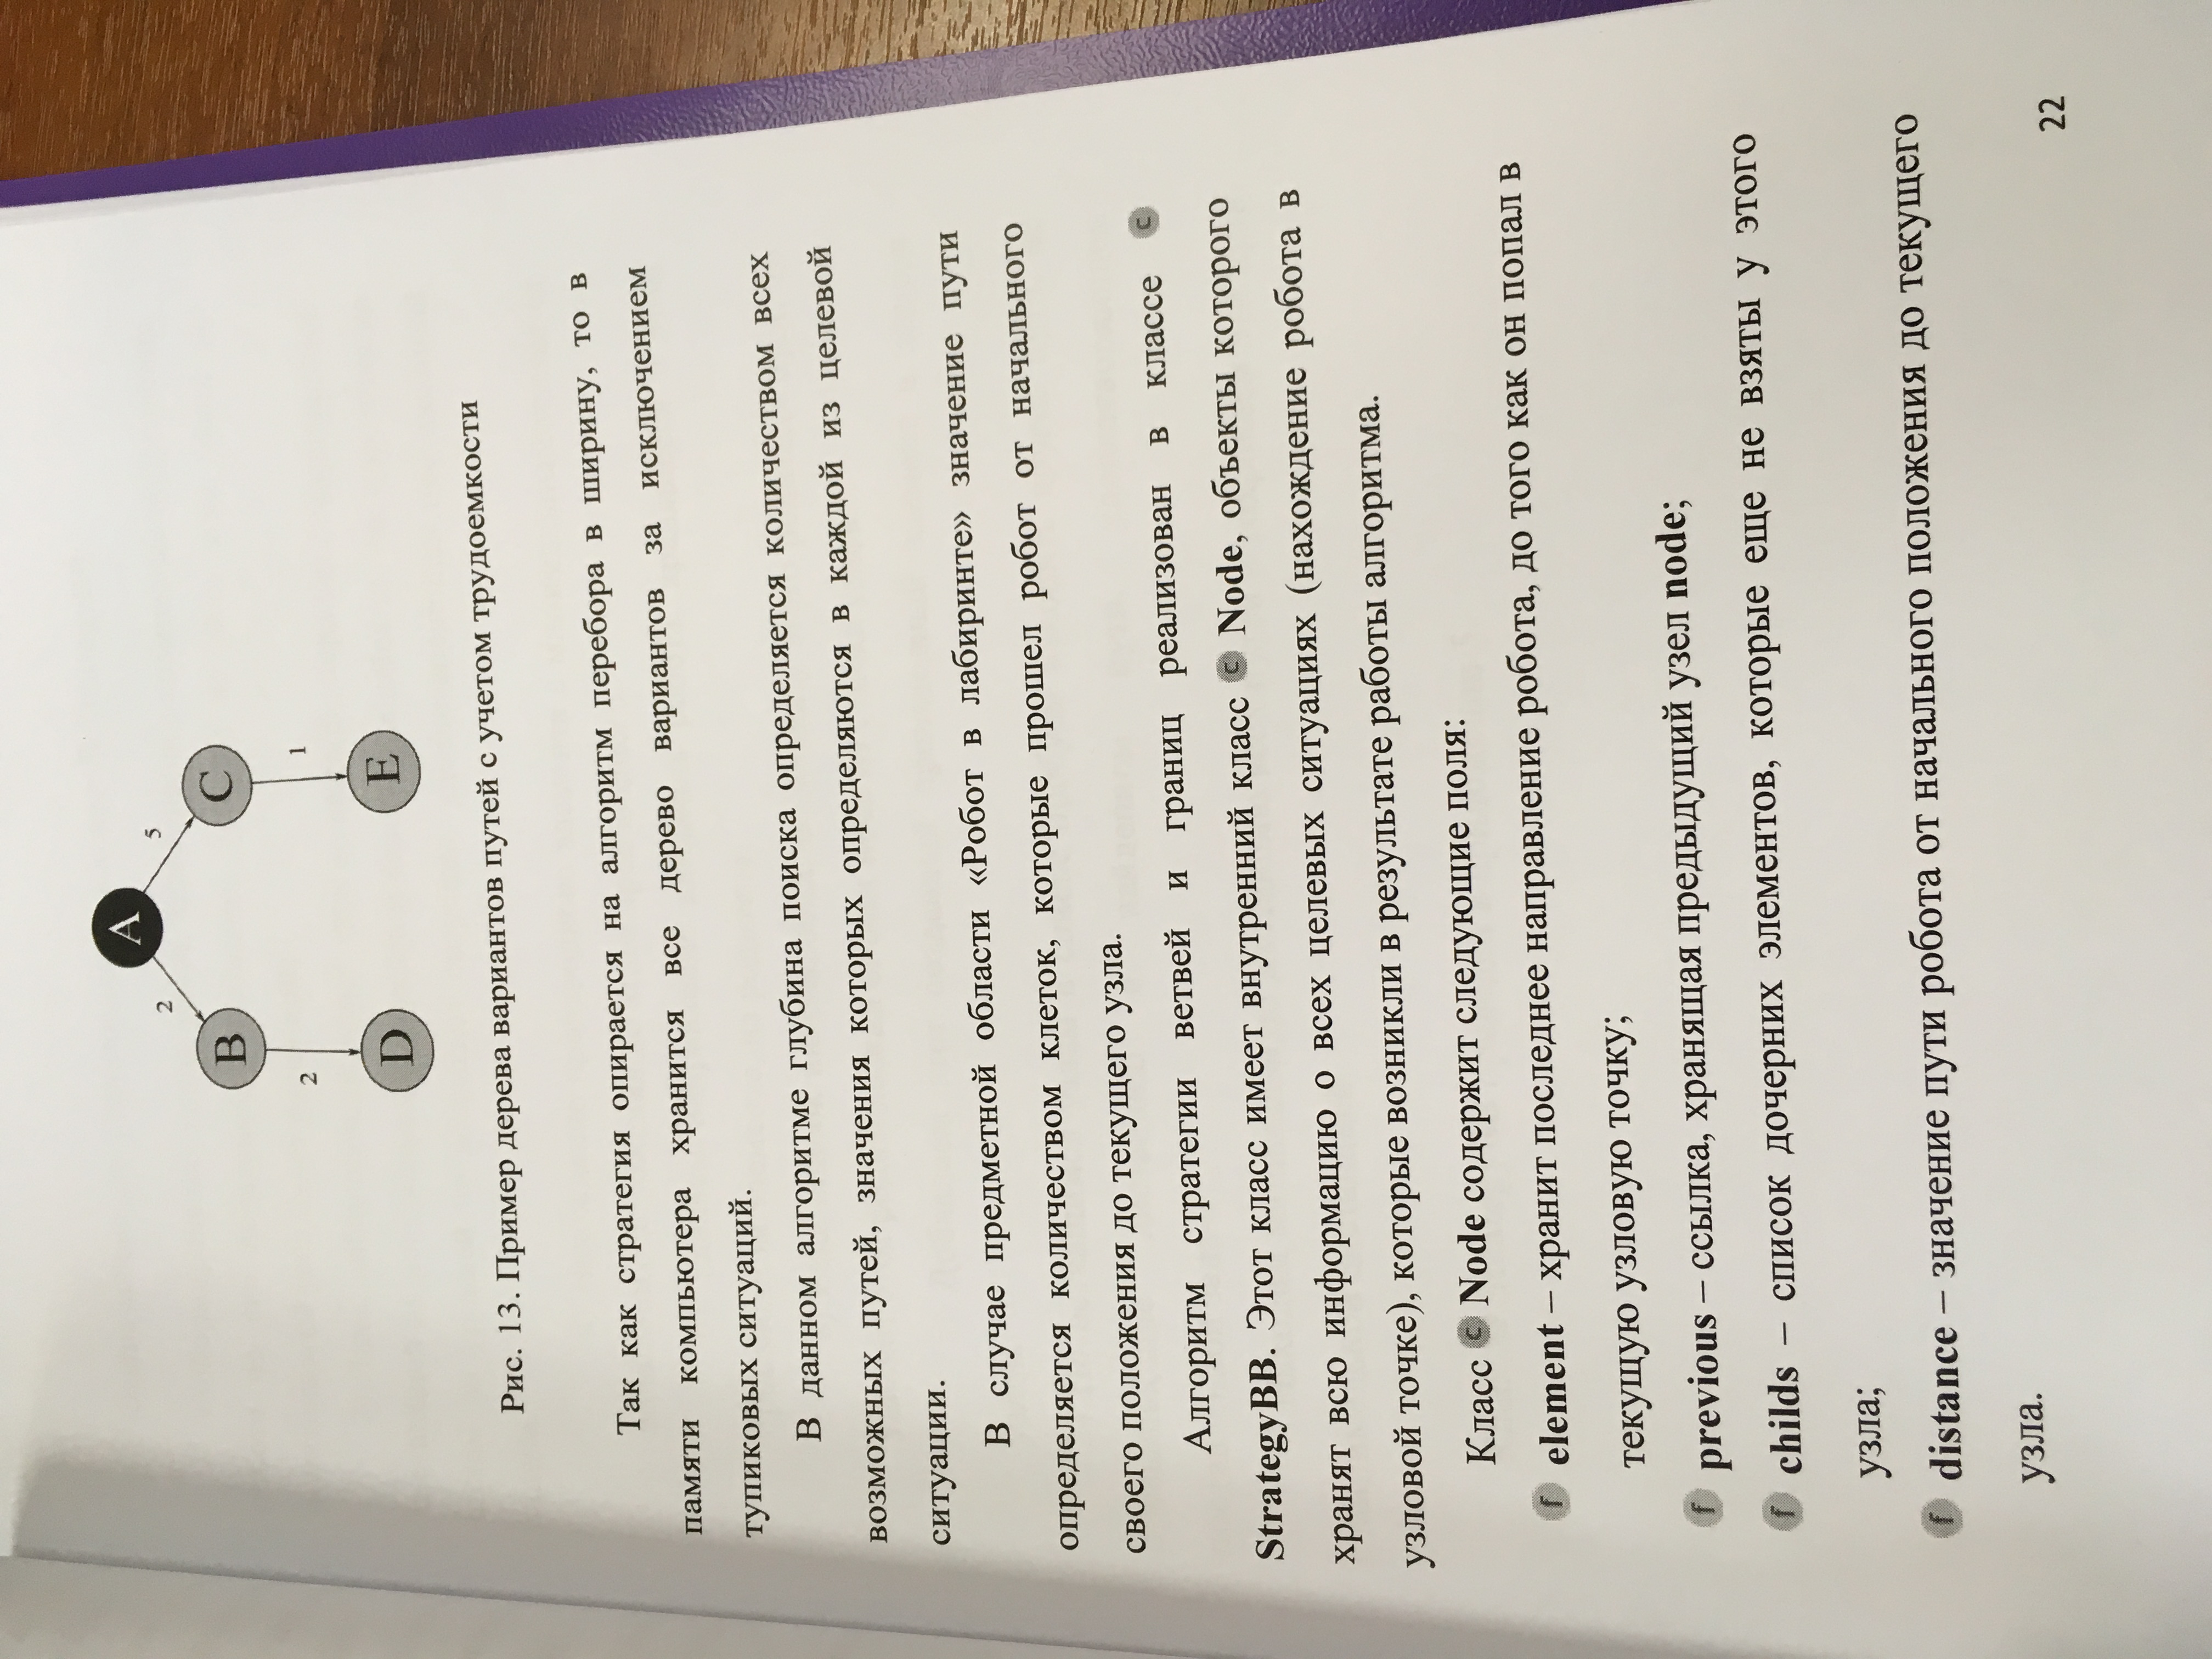 A
2
5
B
C
2
1
D
E
Рис. 13. Пример дерева вариантов путей с учетом трудоемкости
Так как стратегия опирается на алгоритм перебора в ширину, то в
памяти компьютера хранится все дерево вариантов за исключением
тупиковых ситуаций.
В данном алгоритме глубина поиска определяется количеством всех
возможных путей, значения которых определяются в каждой из целевой
ситуации.
В случае предметной области «Робот в лабиринте» значение пути
определяется количеством клеток, которые прошел робот от начального
своего положения до текущего узла.
Алгоритм стратегии ветвей и границ реализован в классе c
StrategyBB. Этот класс имеет внутренний класс c Node, объекты которого
хранят всю информацию о всех целевых ситуациях (нахождение робота в
узловой точке), которые возникли в результате работы алгоритма.
Класс c Node содержит следующие поля:
f element – хранит последнее направление робота, до того как он попал в
текущую узловую точку;
f previous – ссылка, хранящая предыдущий узел node;
f childs – список дочерних элементов, которые еще не взяты у этого
узла;
f distance – значение пути робота от начального положения до текущего
узла.
22